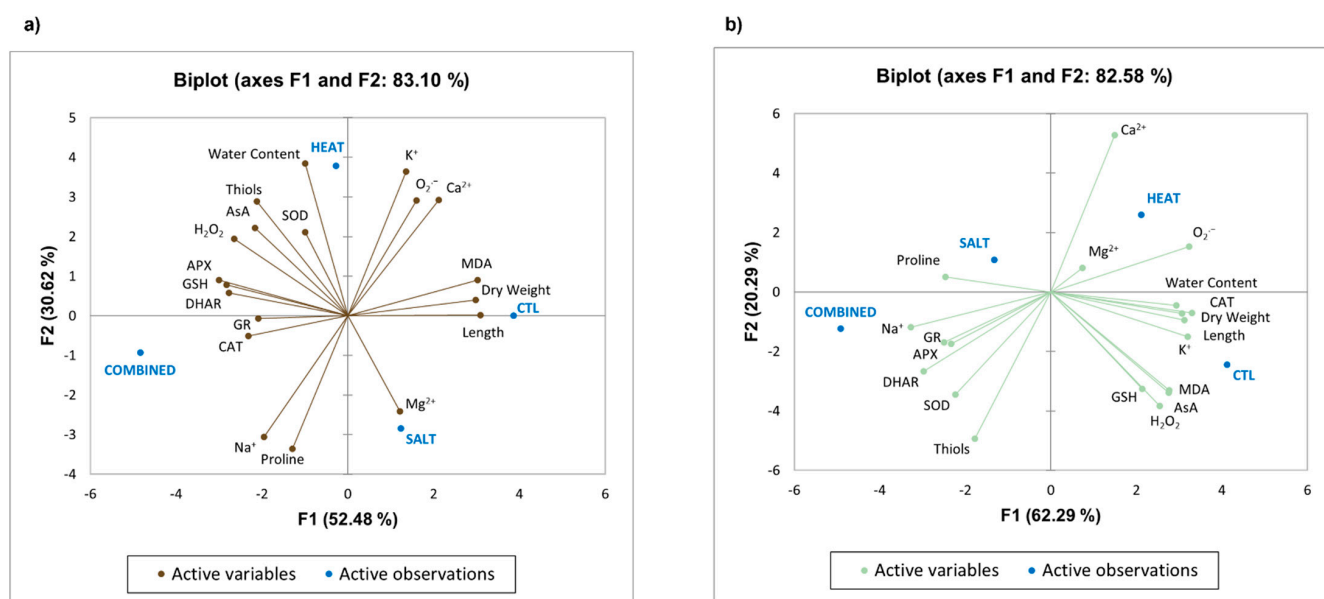 a)
Biplot (axes F1 and F2: 83.10 %)
F2 (30.62 %)
5
4
3
2
1
0
-1
-2
-3
-4
-6
-4
-2
0
2
4
6
F1 (52.48 %)
HEAT
Water Content
K⁺
O₂·⁻
Ca²⁺
Thiols
AsA
SOD
H₂O₂
APX
GSH
DHAR
MDA
Dry Weight
CTL
Length
GR
CAT
COMBINED
Mg²⁺
SALT
Na⁺
Proline
Active variables
Active observations
b)
Biplot (axes F1 and F2: 82.58 %)
F2 (20.29 %)
6
4
2
0
-2
-4
-6
-6
-4
-2
0
2
4
6
F1 (62.29 %)
Ca²⁺
HEAT
O₂·⁻
SALT
Mg²⁺
Proline
Water Content
CAT
Dry Weight
Length
K⁺
COMBINED
Na⁺
GR
APX
DHAR
SOD
Thiols
CTL
GSH
MDA
AsA
H₂O₂
Active variables
Active observations